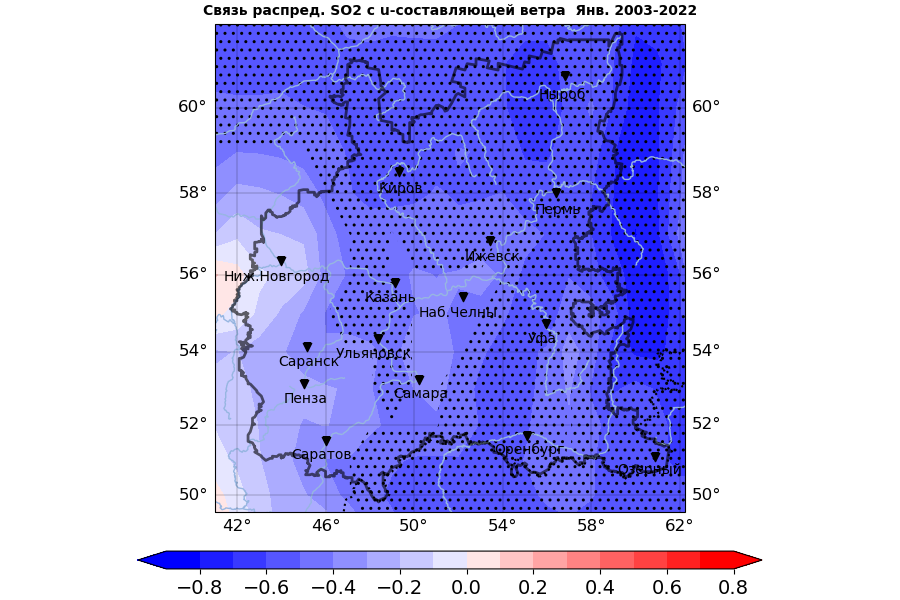 Связь распред. SO2 с u-составляющей ветра Янв. 2003-2022
60° 60°
Ныроб
Киров
58° 58°
Пермь
Ижевск
56° 56°
Ниж.Новгород
Казань
Наб.Челны
Уфа
54° 54°
Саранск Ульяновск
Пенза Самара
52° 52°
Саратов Оренбург
Озерный
50° 50°
42° 46° 50° 54° 58° 62°
−0.8 −0.6 −0.4 −0.2 0.0 0.2 0.4 0.6 0.8